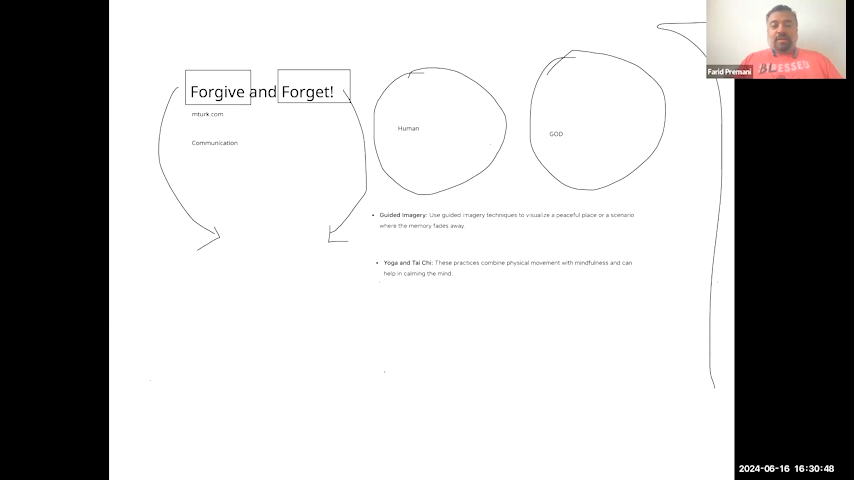 Forgive and Forget!
mturk.com
Communication
Human
GOD
• Guided Imagery: Use guided imagery techniques to visualize a peaceful place or a scenario
where the memory fades away.
• Yoga and Tai Chi: These practices combine physical movement with mindfulness and can
help in calming the mind.
BLESSED
Farid Premani
2024-06-16 16:30:48